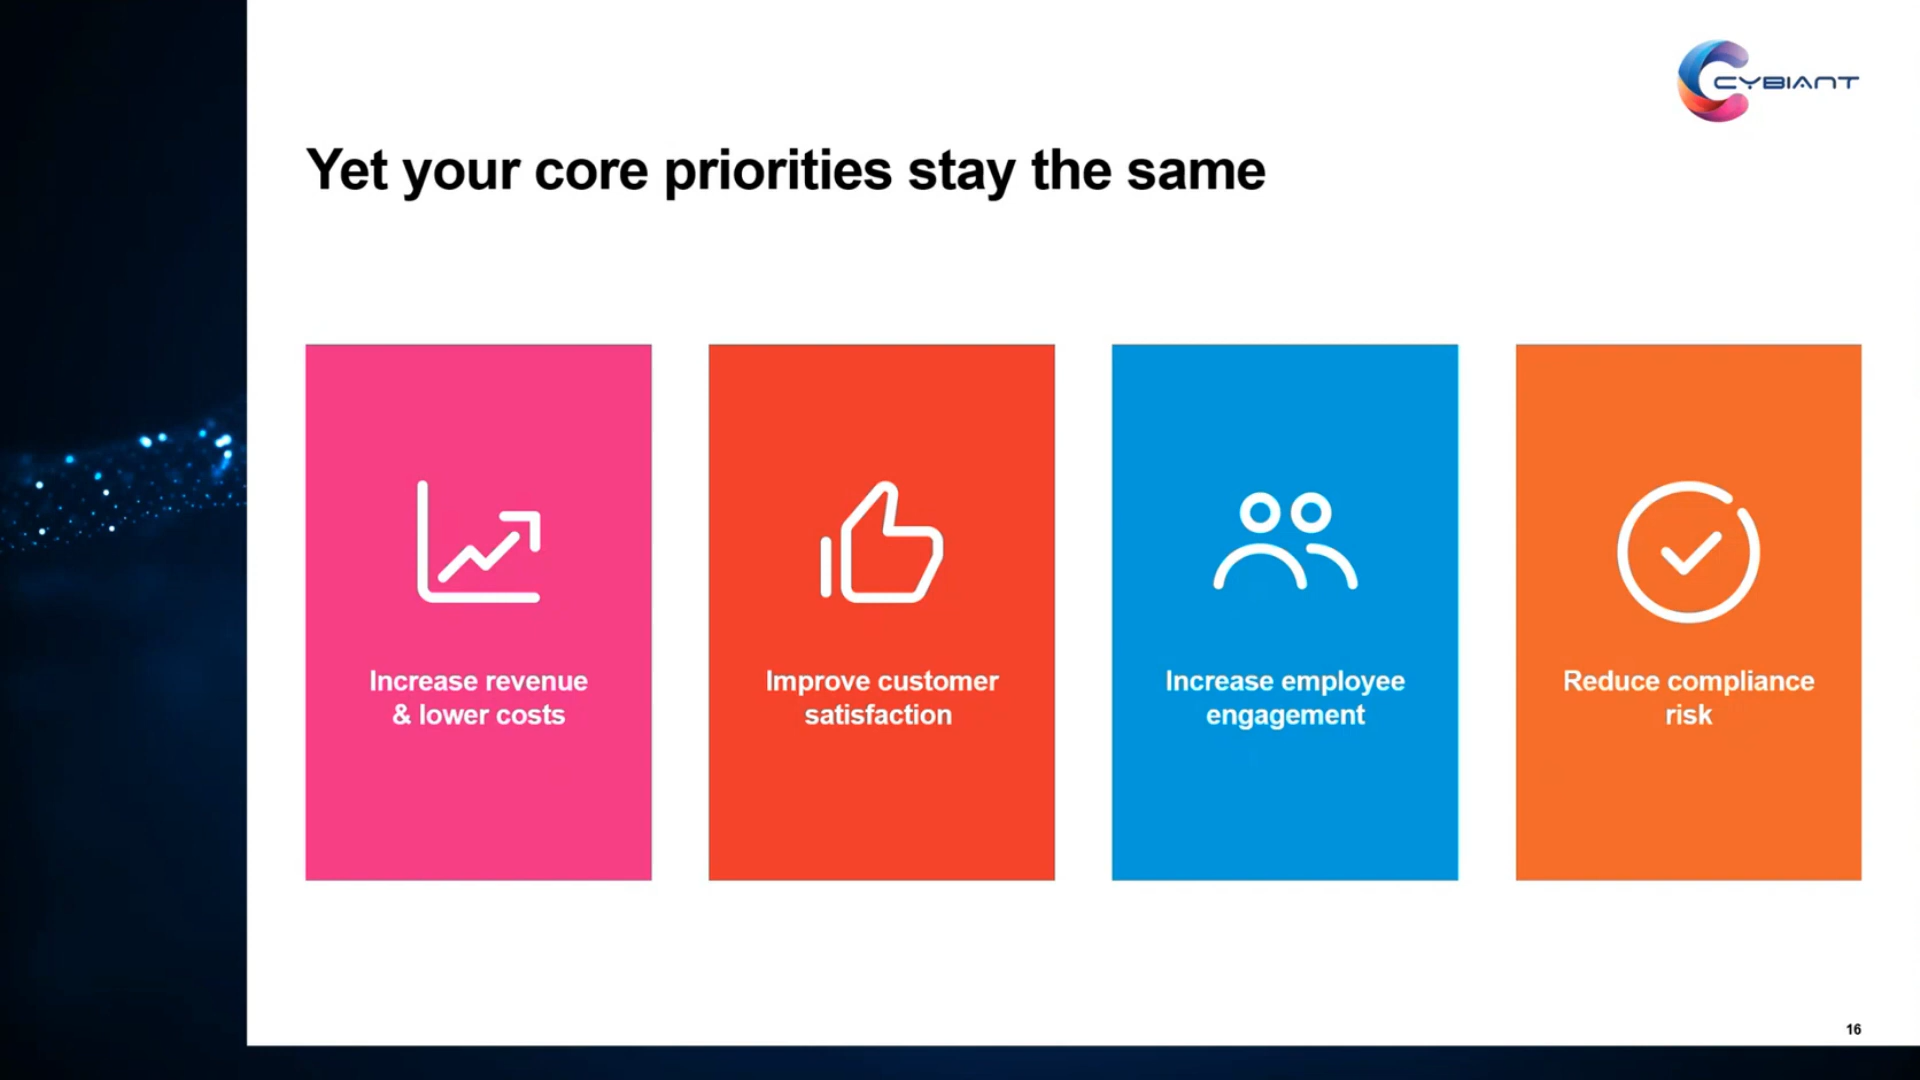 CYBIANT
Yet your core priorities stay the same
Increase revenue
& lower costs
Improve customer
satisfaction
Increase employee
engagement
Reduce compliance
risk
16